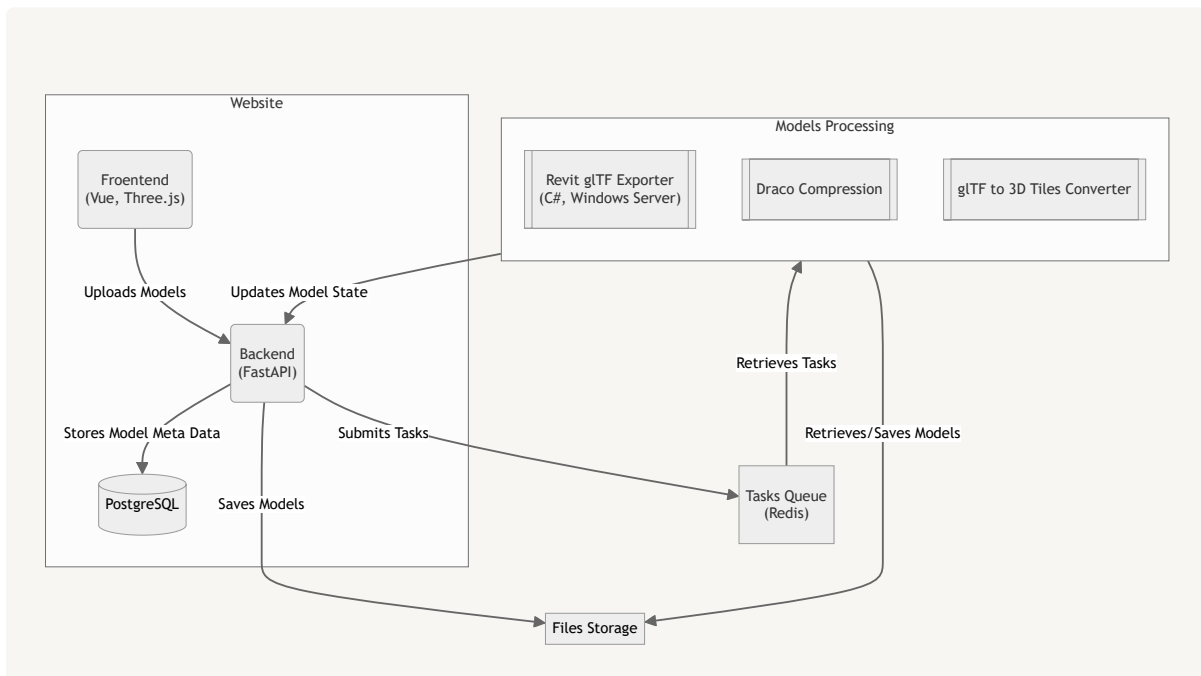 Website
Models Processing
Froentend
(Vue, Three.js)
Revit glTF Exporter
(C#, Windows Server)
Draco Compression
glTF to 3D Tiles Converter
Uploads Models
Updates Model State
Backend
(FastAPI)
Retrieves Tasks
Stores Model Meta Data
Submits Tasks
Retrieves/Saves Models
PostgreSQL
Saves Models
Tasks Queue
(Redis)
Files Storage